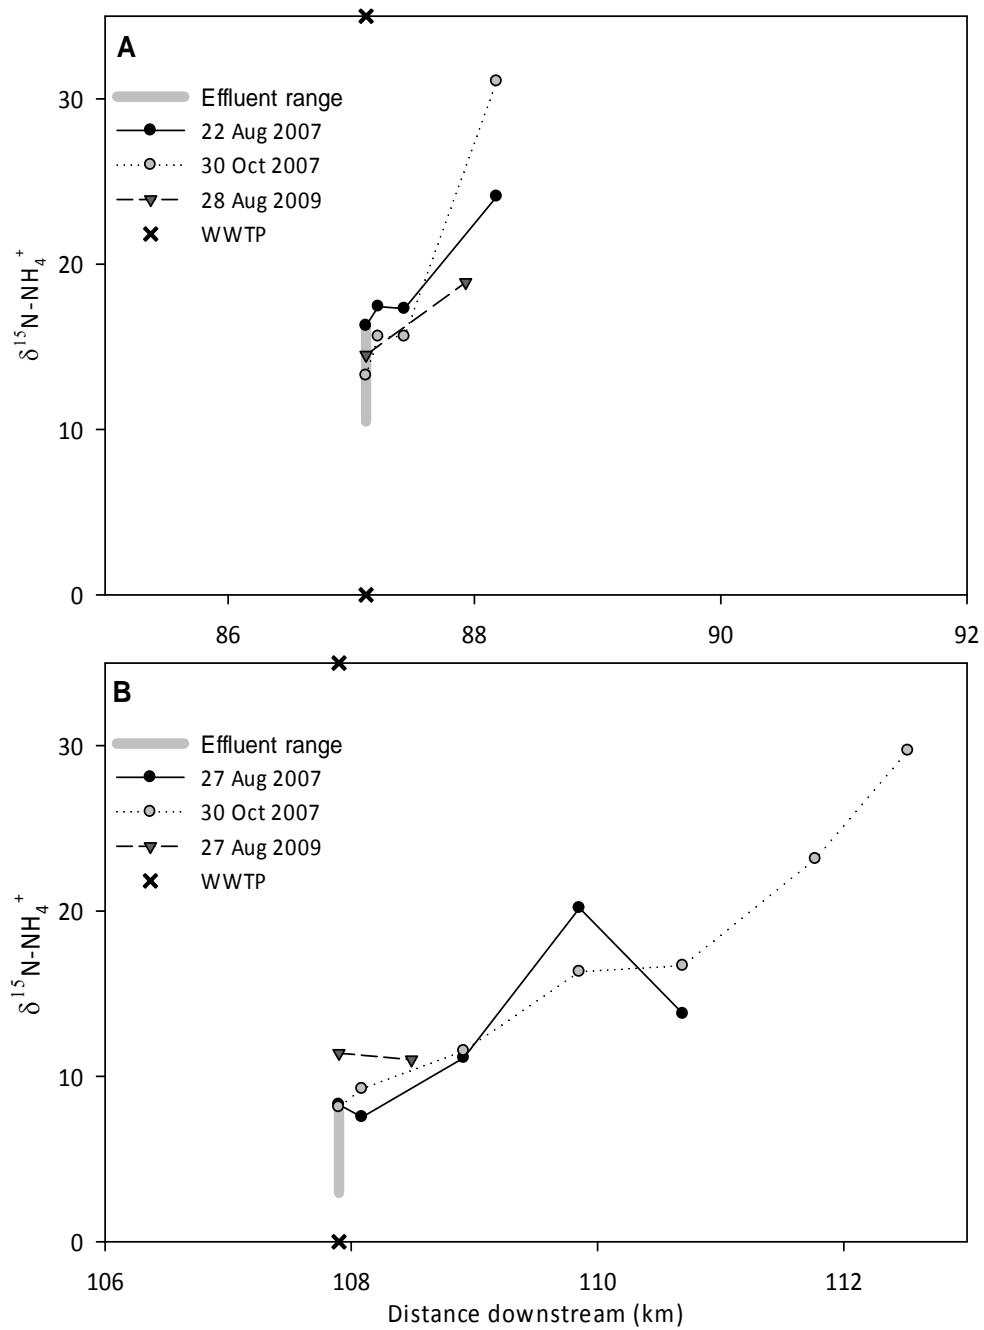 A
Effluent range
22 Aug 2007
30 Oct 2007
28 Aug 2009
WWTP
30
20
10
0
δ¹⁵N-NH₄⁺
86 88 90 92
B
Effluent range
27 Aug 2007
30 Oct 2007
27 Aug 2009
WWTP
30
20
10
0
δ¹⁵N-NH₄⁺
106 108 110 112
Distance downstream (km)